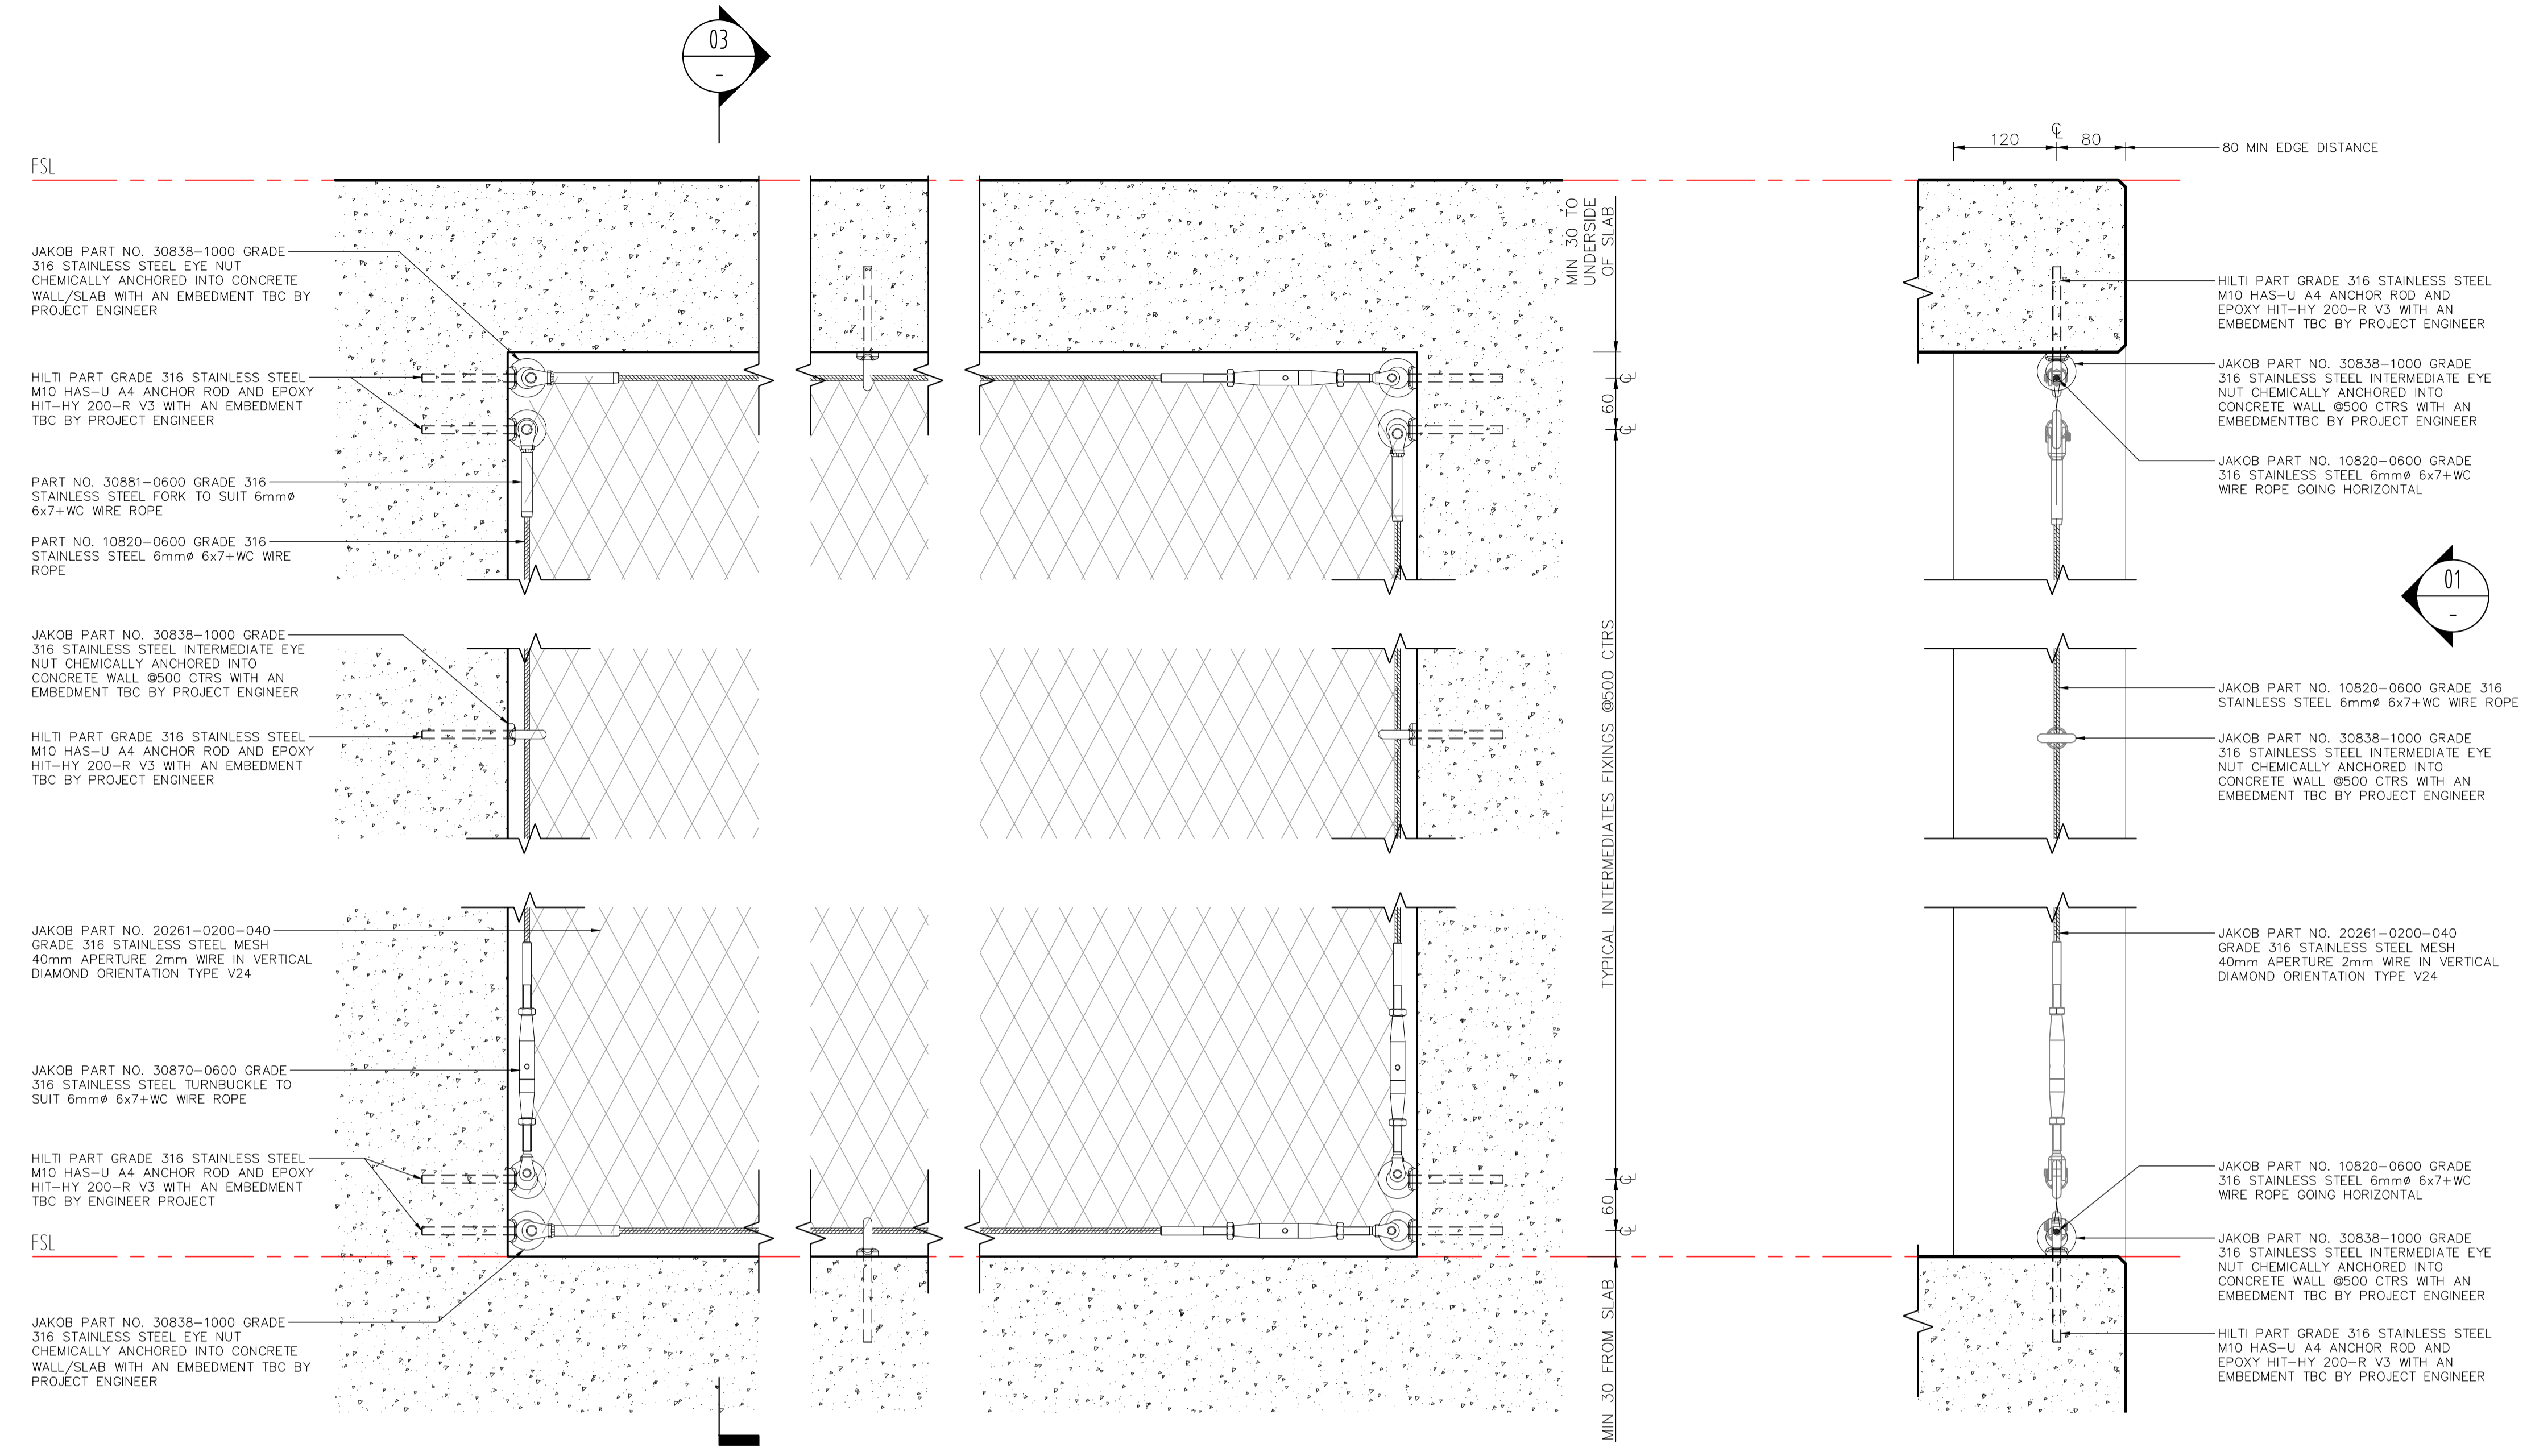 03
-
FSL
JAKOB PART NO. 30838-1000 GRADE
316 STAINLESS STEEL EYE NUT
CHEMICALLY ANCHORED INTO CONCRETE
WALL/SLAB WITH AN EMBEDMENT TBC BY
PROJECT ENGINEER
HILTI PART GRADE 316 STAINLESS STEEL
M10 HAS-U A4 ANCHOR ROD AND EPOXY
HIT-HY 200-R V3 WITH AN EMBEDMENT
TBC BY PROJECT ENGINEER
PART NO. 30881-0600 GRADE 316
STAINLESS STEEL FORK TO SUIT 6mmø
6x7+WC WIRE ROPE
PART NO. 10820-0600 GRADE 316
STAINLESS STEEL 6mmø 6x7+WC WIRE
ROPE
JAKOB PART NO. 30838-1000 GRADE
316 STAINLESS STEEL INTERMEDIATE EYE
NUT CHEMICALLY ANCHORED INTO
CONCRETE WALL @500 CTRS WITH AN
EMBEDMENT TBC BY PROJECT ENGINEER
HILTI PART GRADE 316 STAINLESS STEEL
M10 HAS-U A4 ANCHOR ROD AND EPOXY
HIT-HY 200-R V3 WITH AN EMBEDMENT
TBC BY PROJECT ENGINEER
JAKOB PART NO. 20261-0200-040
GRADE 316 STAINLESS STEEL MESH
40mm APERTURE 2mm WIRE IN VERTICAL
DIAMOND ORIENTATION TYPE V24
JAKOB PART NO. 30870-0600 GRADE
316 STAINLESS STEEL TURNBUCKLE TO
SUIT 6mmø 6x7+WC WIRE ROPE
HILTI PART GRADE 316 STAINLESS STEEL
M10 HAS-U A4 ANCHOR ROD AND EPOXY
HIT-HY 200-R V3 WITH AN EMBEDMENT
TBC BY ENGINEER PROJECT
FSL
JAKOB PART NO. 30838-1000 GRADE
316 STAINLESS STEEL EYE NUT
CHEMICALLY ANCHORED INTO CONCRETE
WALL/SLAB WITH AN EMBEDMENT TBC BY
PROJECT ENGINEER
MIN 30 TO
UNDERSIDE
OF SLAB
60
℄
℄
TYPICAL INTERMEDIATES FIXINGS @500 CTRS
60
℄
℄
MIN 30 FROM SLAB
120
℄
80
80 MIN EDGE DISTANCE
HILTI PART GRADE 316 STAINLESS STEEL
M10 HAS-U A4 ANCHOR ROD AND
EPOXY HIT-HY 200-R V3 WITH AN
EMBEDMENT TBC BY PROJECT ENGINEER
JAKOB PART NO. 30838-1000 GRADE
316 STAINLESS STEEL INTERMEDIATE EYE
NUT CHEMICALLY ANCHORED INTO
CONCRETE WALL @500 CTRS WITH AN
EMBEDMENTTBC BY PROJECT ENGINEER
JAKOB PART NO. 10820-0600 GRADE
316 STAINLESS STEEL 6mmø 6x7+WC
WIRE ROPE GOING HORIZONTAL
01
-
JAKOB PART NO. 10820-0600 GRADE 316
STAINLESS STEEL 6mmø 6x7+WC WIRE ROPE
JAKOB PART NO. 30838-1000 GRADE
316 STAINLESS STEEL INTERMEDIATE EYE
NUT CHEMICALLY ANCHORED INTO
CONCRETE WALL @500 CTRS WITH AN
EMBEDMENT TBC BY PROJECT ENGINEER
JAKOB PART NO. 20261-0200-040
GRADE 316 STAINLESS STEEL MESH
40mm APERTURE 2mm WIRE IN VERTICAL
DIAMOND ORIENTATION TYPE V24
JAKOB PART NO. 10820-0600 GRADE
316 STAINLESS STEEL 6mmø 6x7+WC
WIRE ROPE GOING HORIZONTAL
JAKOB PART NO. 30838-1000 GRADE
316 STAINLESS STEEL INTERMEDIATE EYE
NUT CHEMICALLY ANCHORED INTO
CONCRETE WALL @500 CTRS WITH AN
EMBEDMENT TBC BY PROJECT ENGINEER
HILTI PART GRADE 316 STAINLESS STEEL
M10 HAS-U A4 ANCHOR ROD AND
EPOXY HIT-HY 200-R V3 WITH AN
EMBEDMENT TBC BY PROJECT ENGINEER